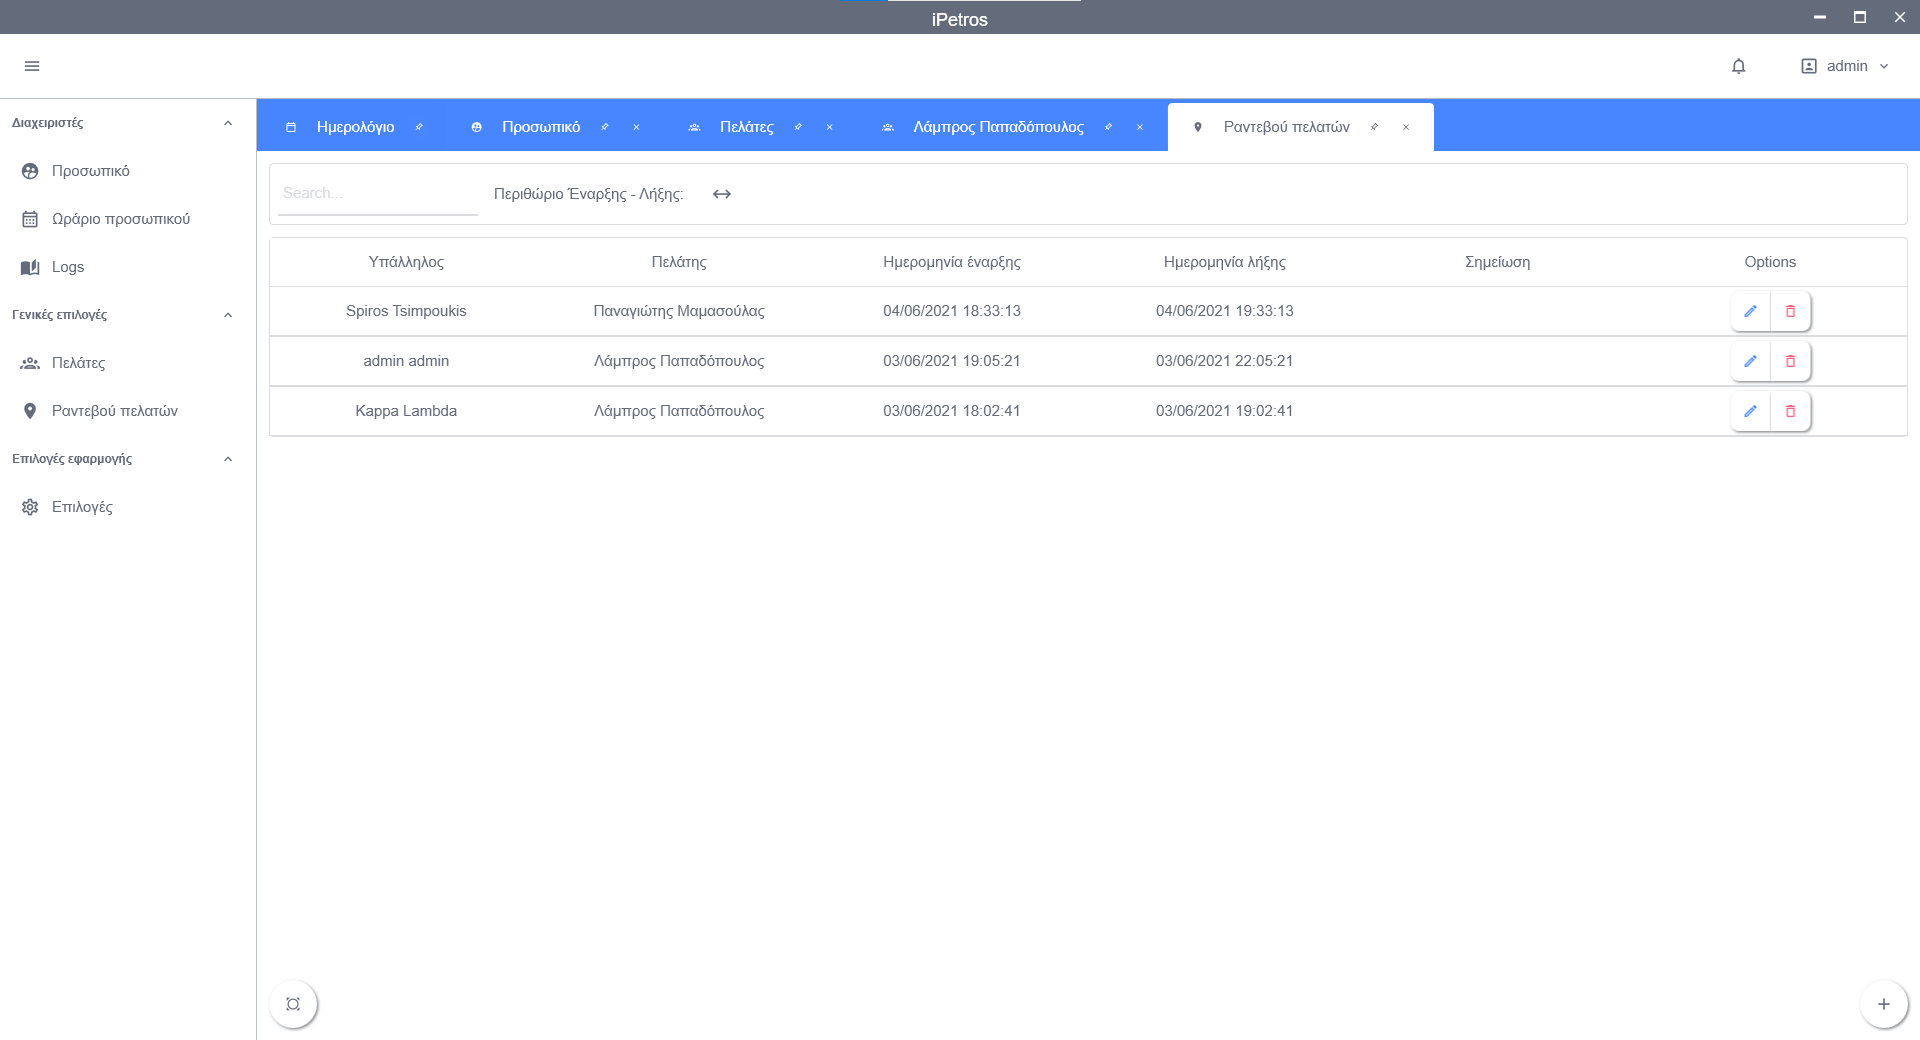 iPetros
admin
Διαχειριστές
Προσωπικό
Ωράριο προσωπικού
Logs
Γενικές επιλογές
Πελάτες
Ραντεβού πελατών
Επιλογές εφαρμογής
Επιλογές
Ημερολόγιο Προσωπικό Πελάτες Λάμπρος Παπαδόπουλος Ραντεβού πελατών
Search... Περιθώριο Έναρξης - Λήξης:
Υπάλληλος Πελάτης Ημερομηνία έναρξης Ημερομηνία λήξης Σημείωση Options
Spiros Tsimpoukis Παναγιώτης Μαμασούλας 04/06/2021 18:33:13 04/06/2021 19:33:13
admin admin Λάμπρος Παπαδόπουλος 03/06/2021 19:05:21 03/06/2021 22:05:21
Kappa Lambda Λάμπρος Παπαδόπουλος 03/06/2021 18:02:41 03/06/2021 19:02:41